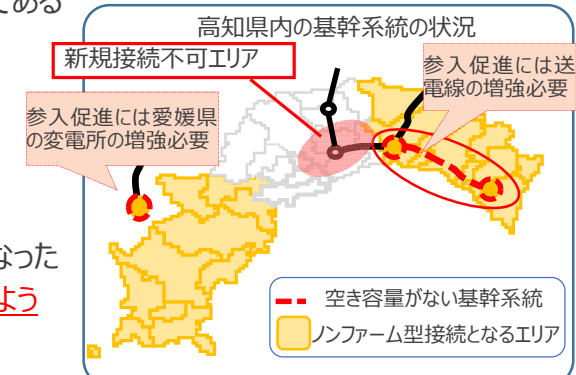 てある
高知県内の基幹系統の状況
新規接続不可エリア
参入促進には送
電線の増強必要
参入促進には愛媛県
の変電所の増強必要
なった
よう
空き容量がない基幹系統
ノンファーム型接続となるエリア